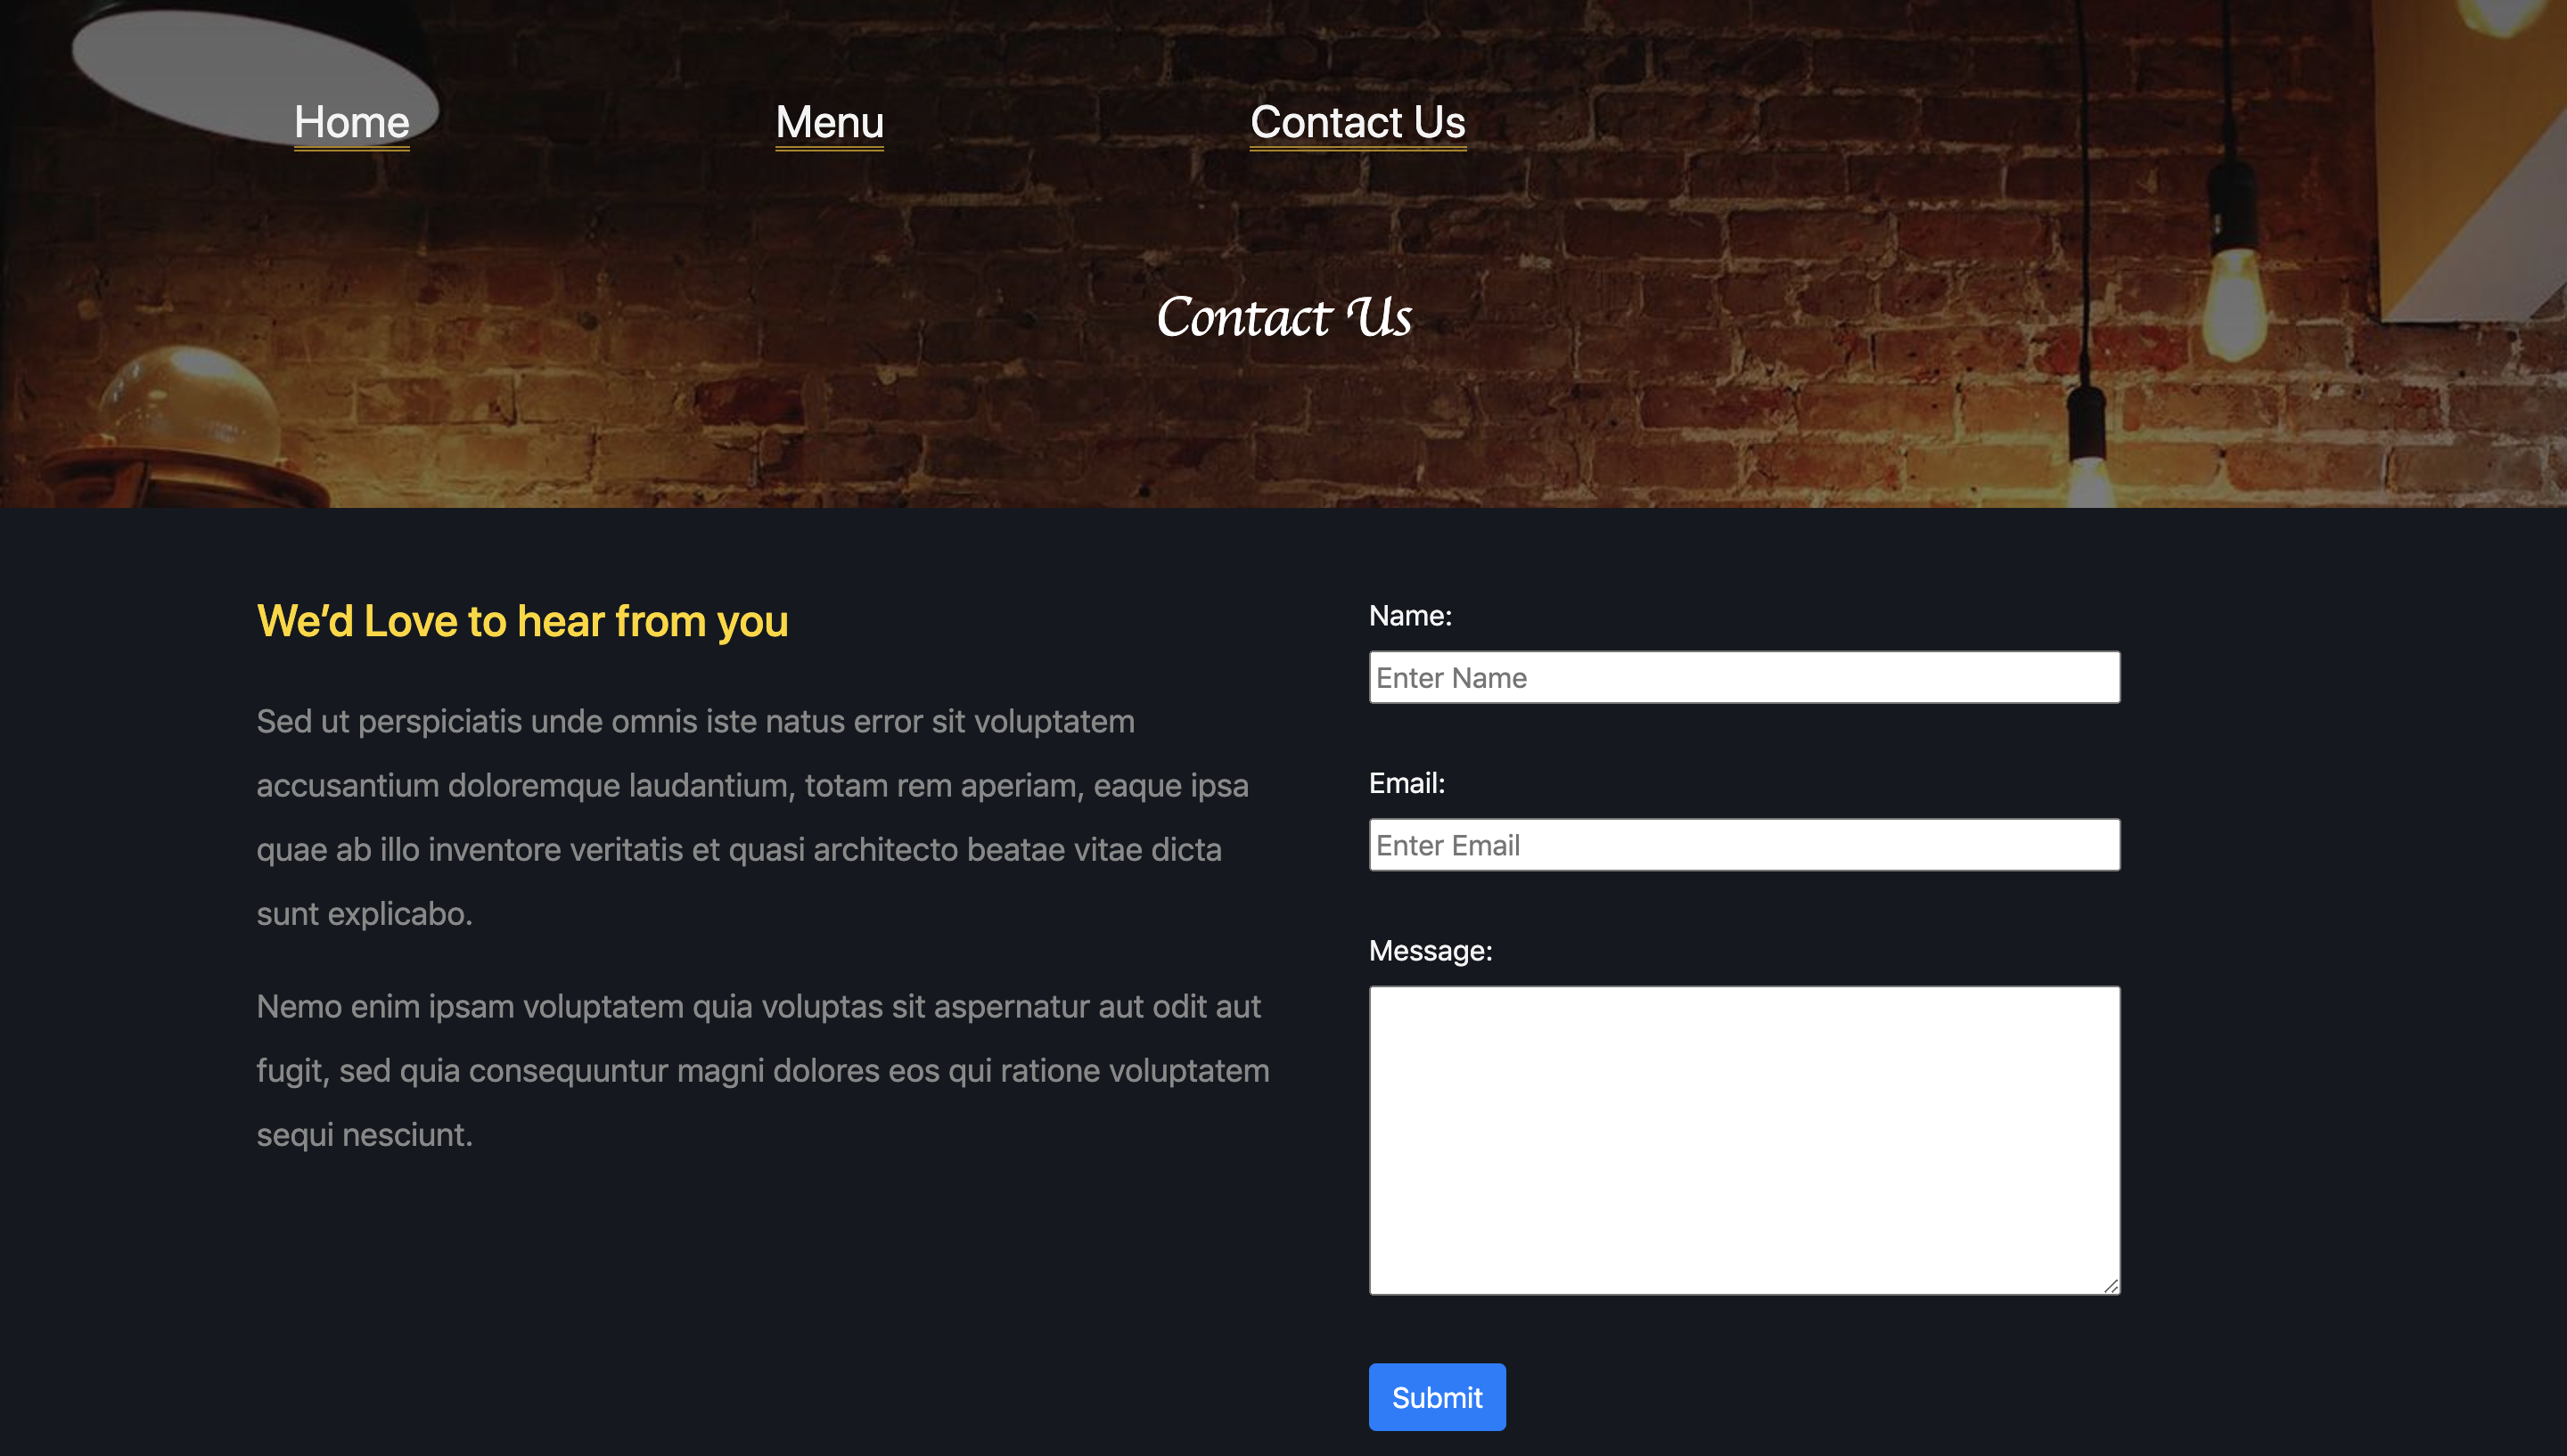 Home
Menu
Contact Us
Contact Us
We’d Love to hear from you
Sed ut perspiciatis unde omnis iste natus error sit voluptatem
accusantium doloremque laudantium, totam rem aperiam, eaque ipsa
quae ab illo inventore veritatis et quasi architecto beatae vitae dicta
sunt explicabo.
Nemo enim ipsam voluptatem quia voluptas sit aspernatur aut odit aut
fugit, sed quia consequuntur magni dolores eos qui ratione voluptatem
sequi nesciunt.
Name:
Enter Name
Email:
Enter Email
Message:
Submit